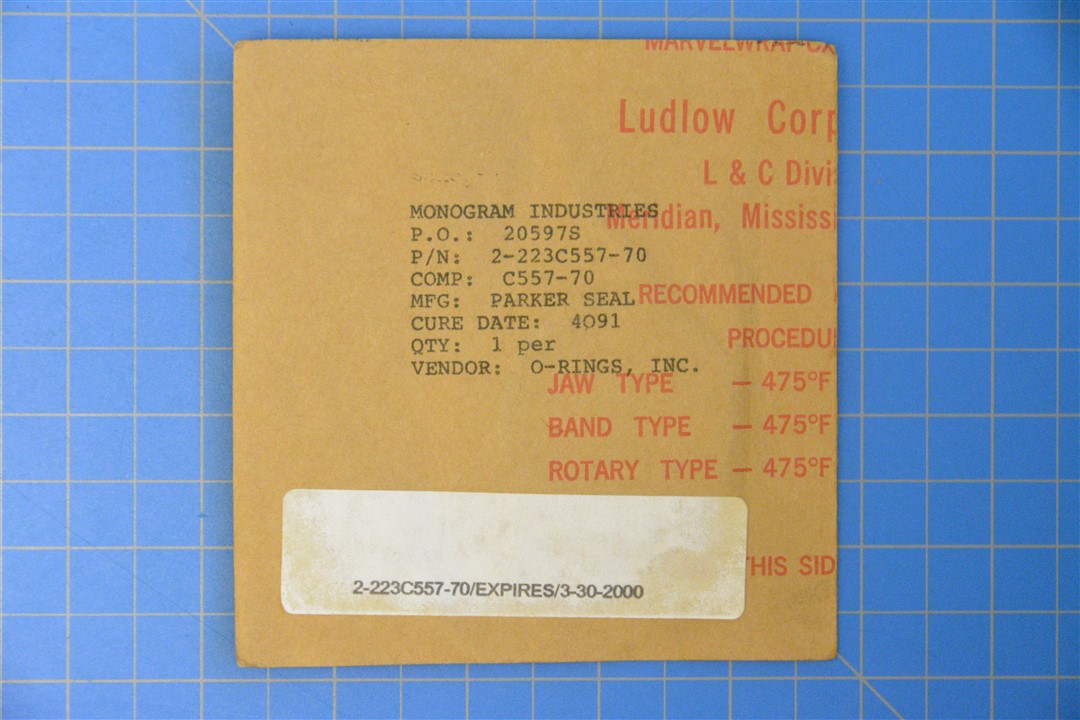 Ludlow Corp
L & C Divi
Meridian, Mississ
MONOGRAM INDUSTRIES
P.O.: 20597S
P/N: 2-223C557-70
COMP: C557-70
MFG: PARKER SEAL
CURE DATE: 4Q91
QTY: 1 per
VENDOR: O-RINGS, INC.
RECOMMENDED
PROCEDU
JAW TYPE — 475°F
BAND TYPE — 475°F
ROTARY TYPE — 475°F
THIS SID
2-223C557-70/EXPIRES/3-30-2000